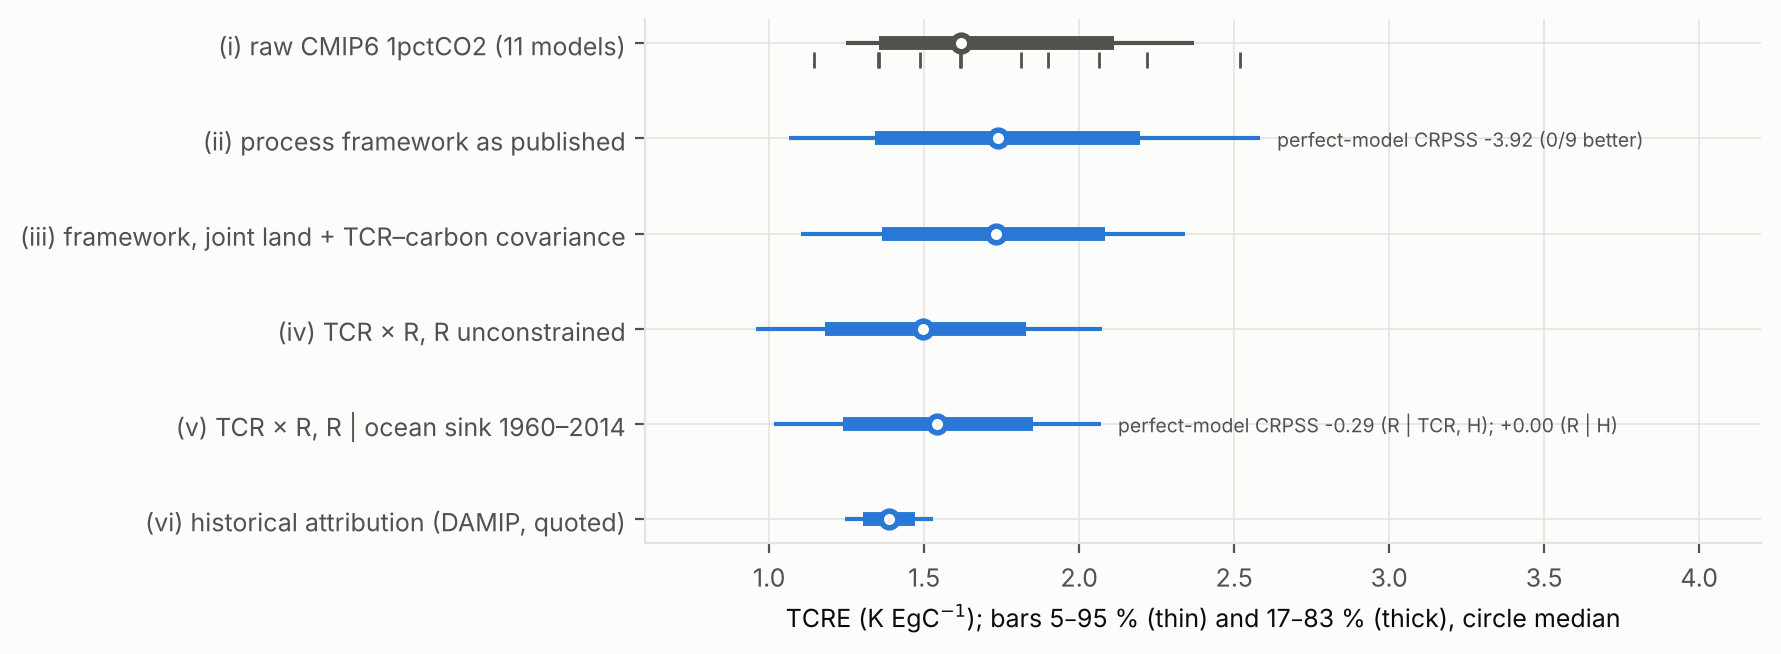 (i) raw CMIP6 1pctCO2 (11 models)
(ii) process framework as published
perfect-model CRPSS -3.92 (0/9 better)
(iii) framework, joint land + TCR–carbon covariance
(iv) TCR × R, R unconstrained
(v) TCR × R, R | ocean sink 1960–2014
perfect-model CRPSS -0.29 (R | TCR, H); +0.00 (R | H)
(vi) historical attribution (DAMIP, quoted)
1.0 1.5 2.0 2.5 3.0 3.5 4.0
TCRE (K EgC⁻¹); bars 5–95 % (thin) and 17–83 % (thick), circle median